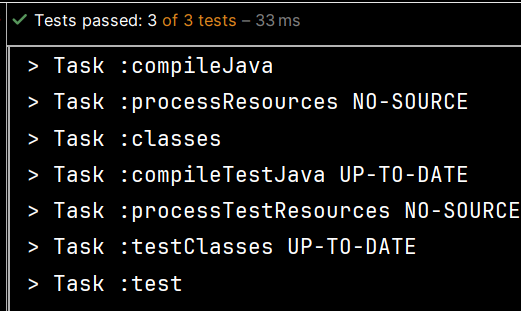 Tests passed: 3 of 3 tests – 33 ms
> Task :compileJava
> Task :processResources NO-SOURCE
> Task :classes
> Task :compileTestJava UP-TO-DATE
> Task :processTestResources NO-SOURCE
> Task :testClasses UP-TO-DATE
> Task :test